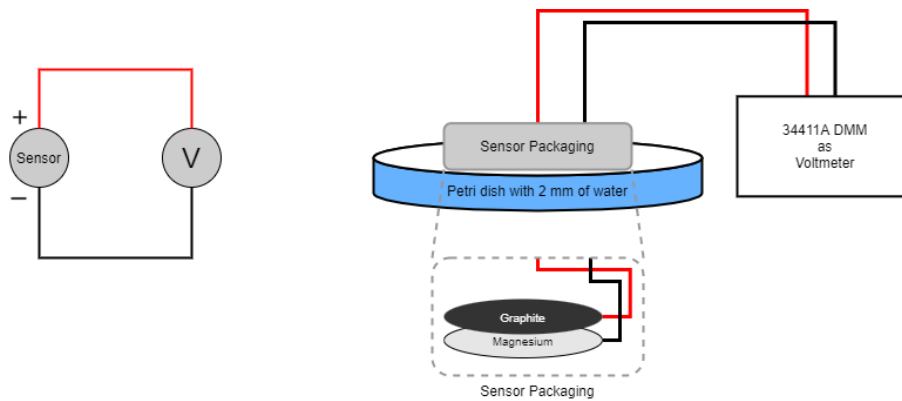 +
Sensor
V
−
Sensor Packaging
Petri dish with 2 mm of water
34411A DMM
as
Voltmeter
Graphite
Magnesium
Sensor Packaging